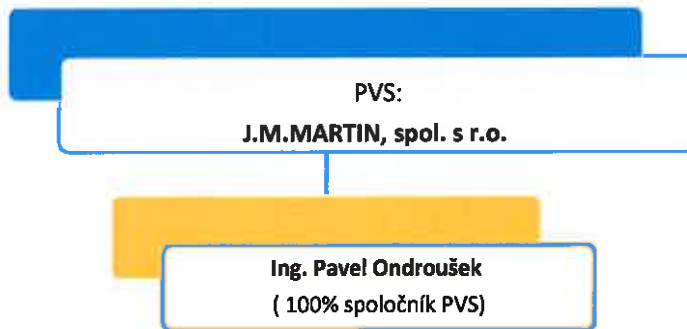 PVS:
J.M.MARTIN, spol. s r.o.
Ing. Pavel Ondroušek
( 100% spoločník PVS)